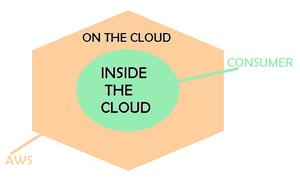 ON THE CLOUD
CONSUMER
INSIDE
THE
CLOUD
AWS